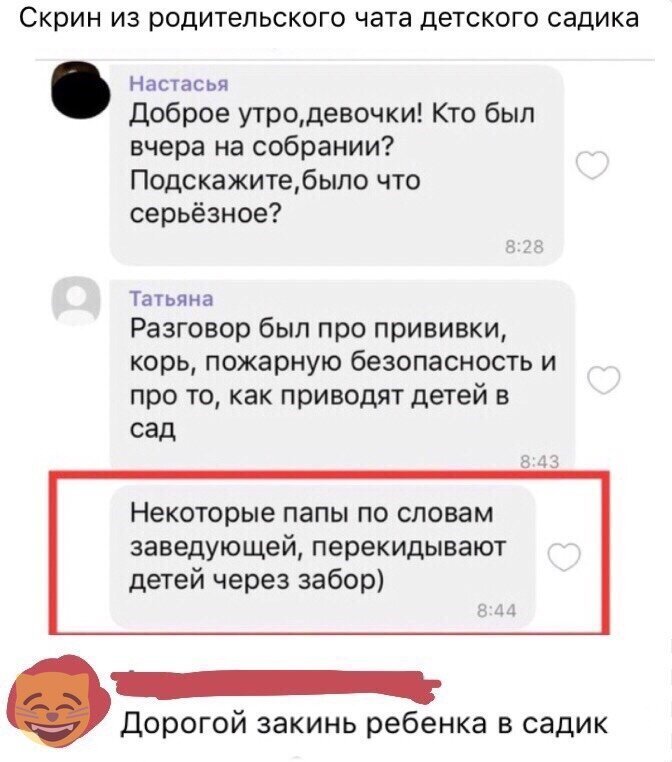 Скрин из родительского чата детского садика
Настасья
Доброе утро,девочки! Кто был
вчера на собрании?
Подскажите,было что
серьёзное?
8:28
Татьяна
Разговор был про прививки,
корь, пожарную безопасность и
про то, как приводят детей в
сад
8:43
Некоторые папы по словам
заведующей, перекидывают
детей через забор)
8:44
Дорогой закинь ребенка в садик